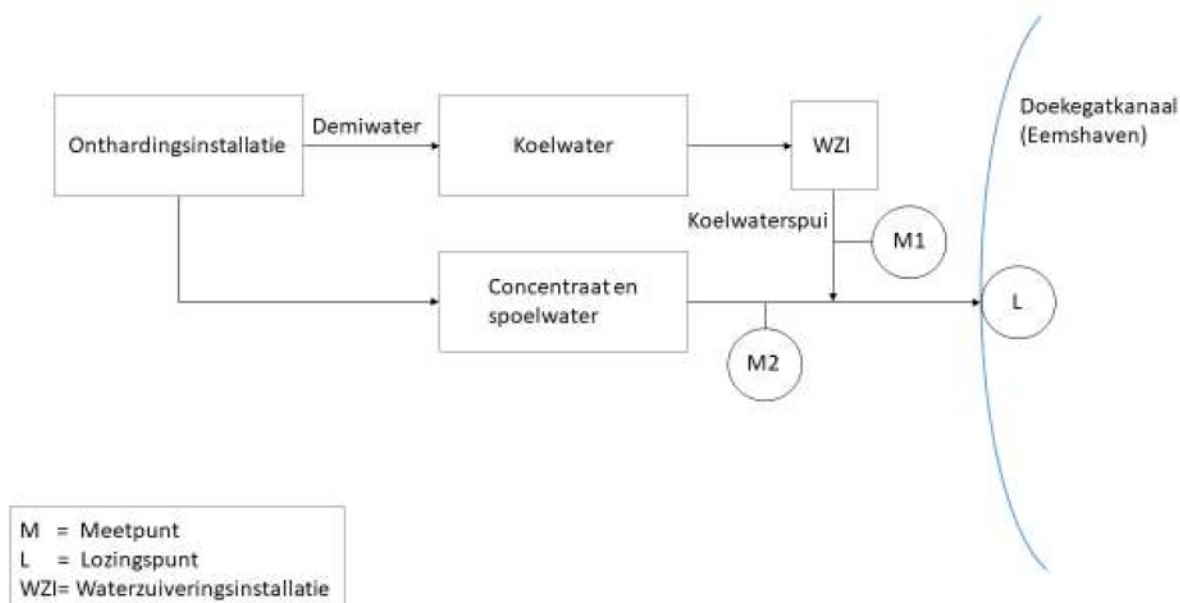 Onthardingsinstallatie
Demiwater
Koelwater
WZI
Doekegatkanaal
(Eemshaven)
Koelwaterspui
M1
Concentraat en
spoelwater
M2
L
M = Meetpunt
L = Lozingspunt
WZI= Waterzuiveringsinstallatie